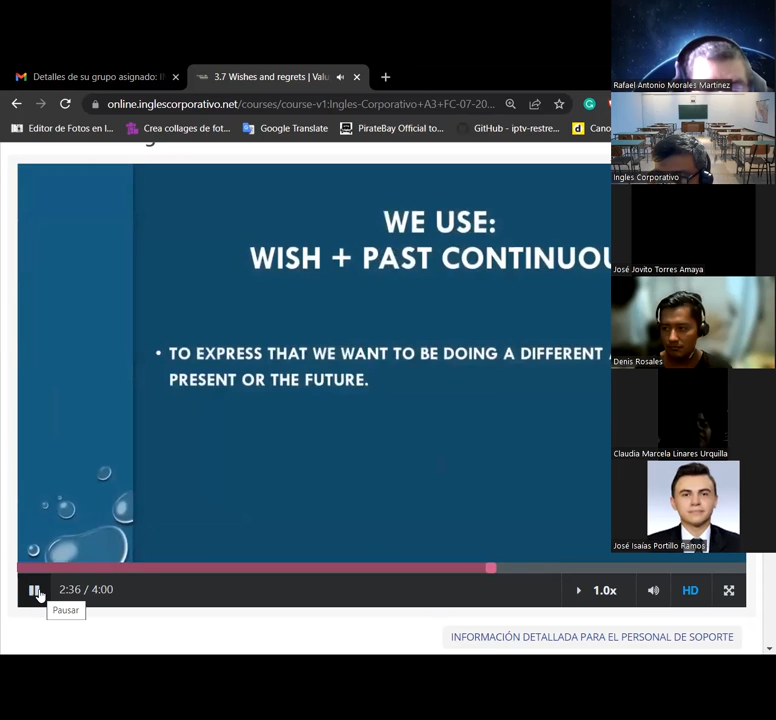 Detalles de su grupo asignado: I
3.7 Wishes and regrets | Valu
online.inglescorporativo.net/courses/course-v1:Ingles-Corporativo+A3+FC-07-20...
Editor de Fotos en l...
Crea collages de fot...
Google Translate
PirateBay Official to...
GitHub - iptv-restre...
Cano
WE USE:
WISH + PAST CONTINUOU
• TO EXPRESS THAT WE WANT TO BE DOING A DIFFERENT
PRESENT OR THE FUTURE.
2:36 / 4:00
1.0x
HD
Pausar
INFORMACIÓN DETALLADA PARA EL PERSONAL DE SOPORTE
Rafael Antonio Morales Martinez
Ingles Corporativo
José Jovito Torres Amaya
Denis Rosales
Claudia Marcela Linares Urquilla
José Isaías Portillo Ramos